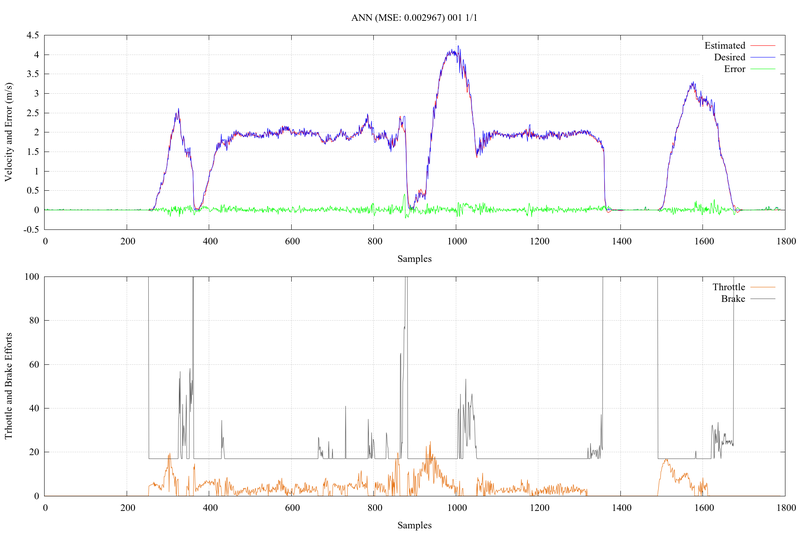 ANN (MSE: 0.002967) 001 1/1
4.5
4
3.5
3
2.5
2
1.5
1
0.5
0
-0.5
Velocity and Error (m/s)
Estimated
Desired
Error
0 200 400 600 800 1000 1200 1400 1600 1800
Samples
100
80
60
40
20
0
Trhottle and Brake Efforts
Throttle
Brake
0 200 400 600 800 1000 1200 1400 1600 1800
Samples